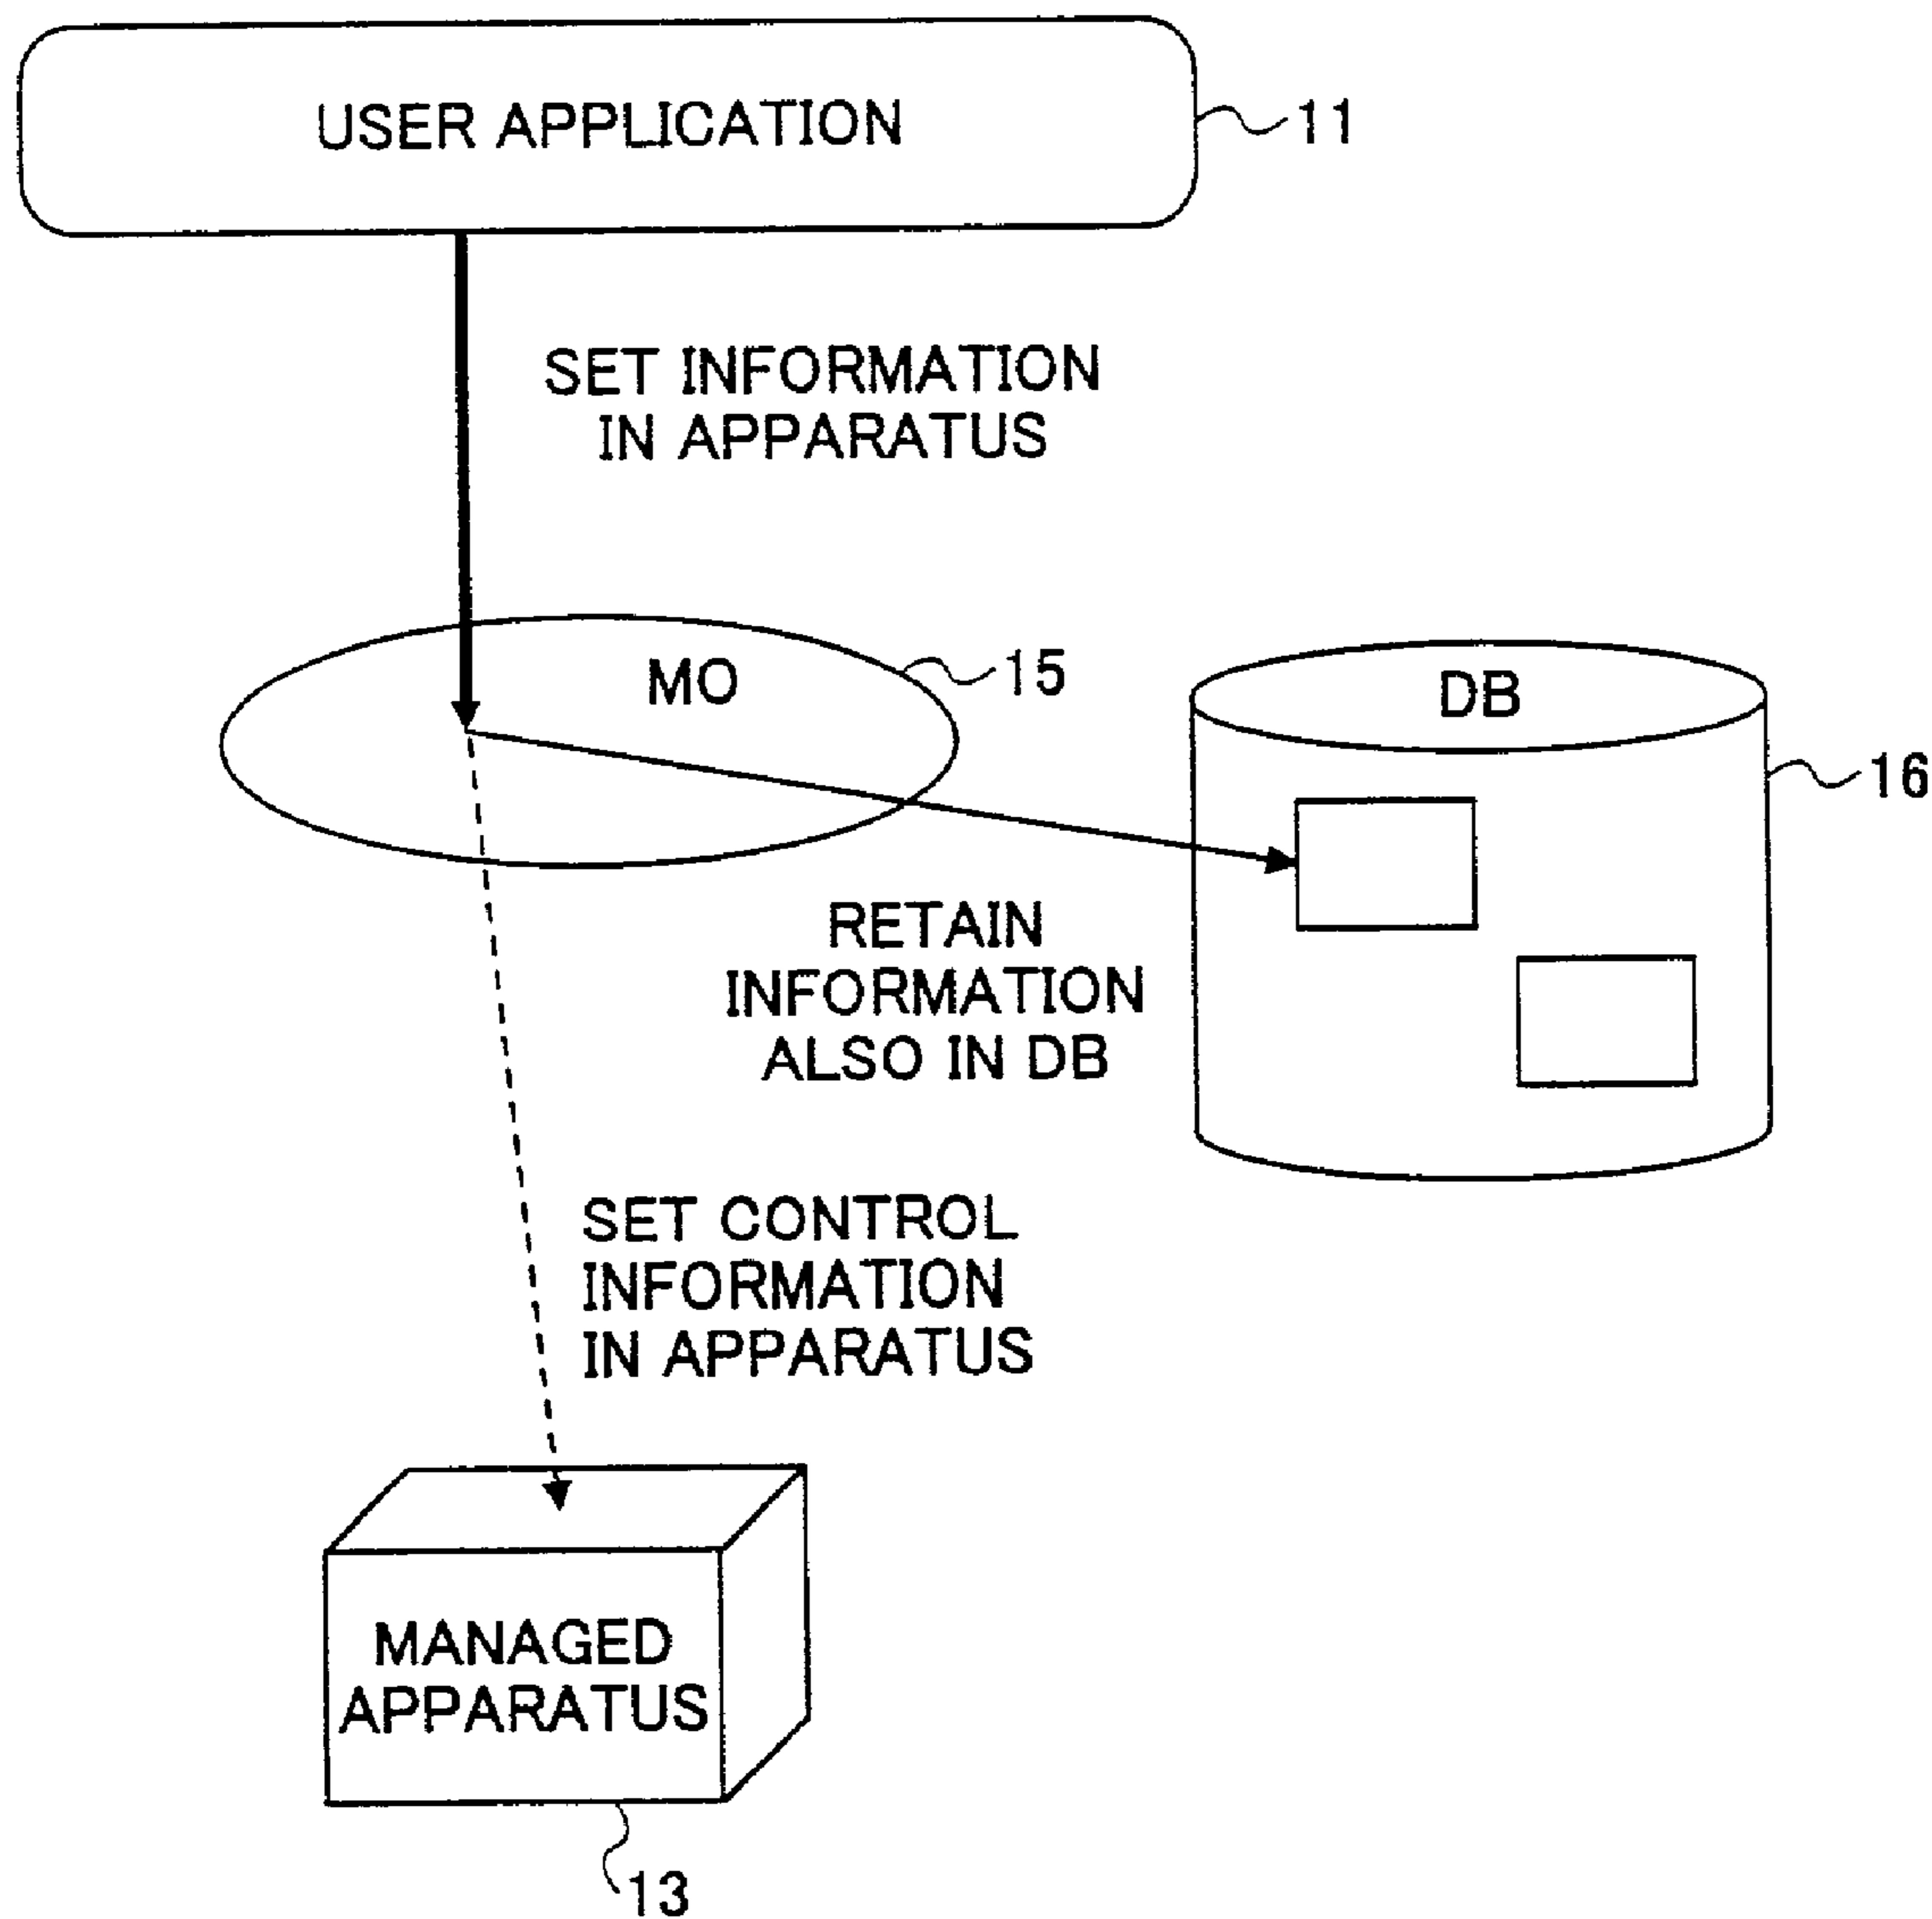 USER APPLICATION
11
SET INFORMATION
IN APPARATUS
MO
15
DB
16
RETAIN
INFORMATION
ALSO IN DB
SET CONTROL
INFORMATION
IN APPARATUS
MANAGED
APPARATUS
13